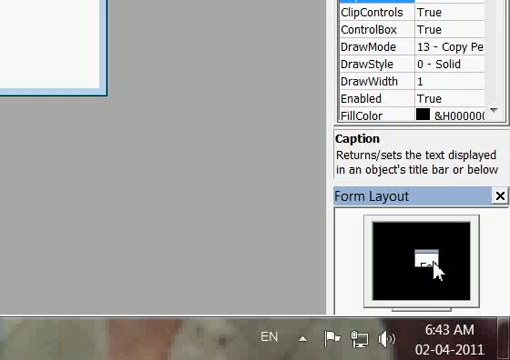 ClipControls True
ControlBox True
DrawMode 13 - Copy Pe
DrawStyle 0 - Solid
DrawWidth 1
Enabled True
FillColor &H000000
Caption
Returns/sets the text displayed
in an object's title bar or below
Form Layout
EN
6:43 AM
02-04-2011